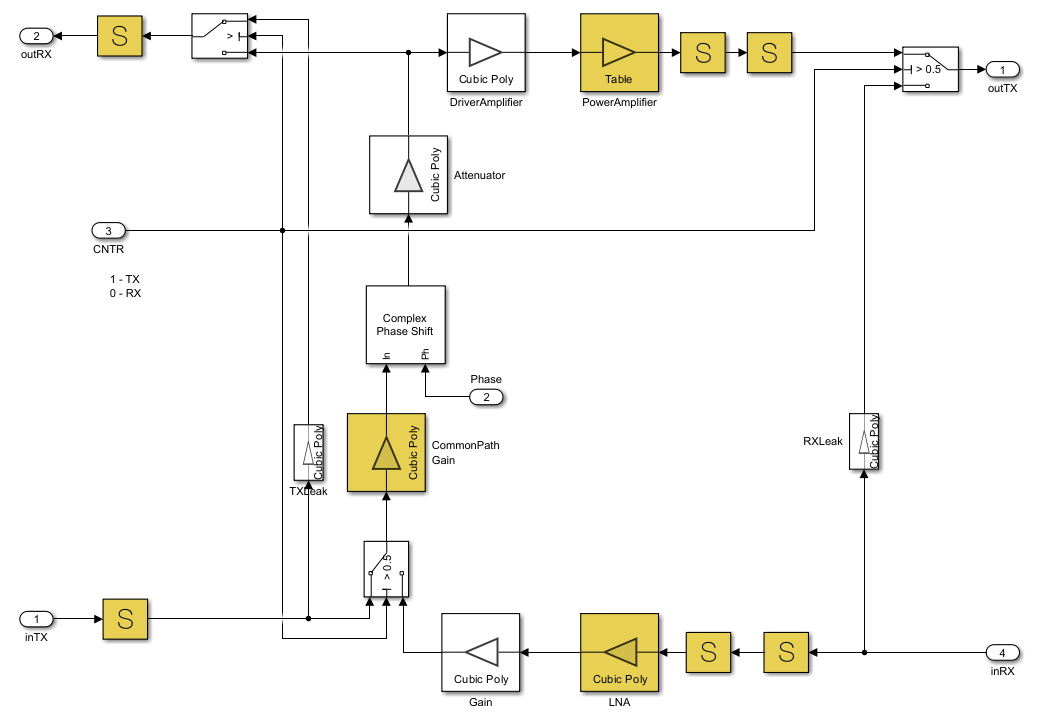 2
outRX
S
>
Cubic Poly
DriverAmplifier
Table
PowerAmplifier
S
S
> 0.5
1
outTX
Cubic Poly
Attenuator
3
CNTR
1 - TX
0 - RX
Complex
Phase Shift
In
Ph
Phase
2
Cubic Poly
CommonPath
Gain
Cubic Poly
TXLeak
RXLeak
Cubic Poly
> 0.5
1
inTX
S
Cubic Poly
Gain
Cubic Poly
LNA
S
S
4
inRX